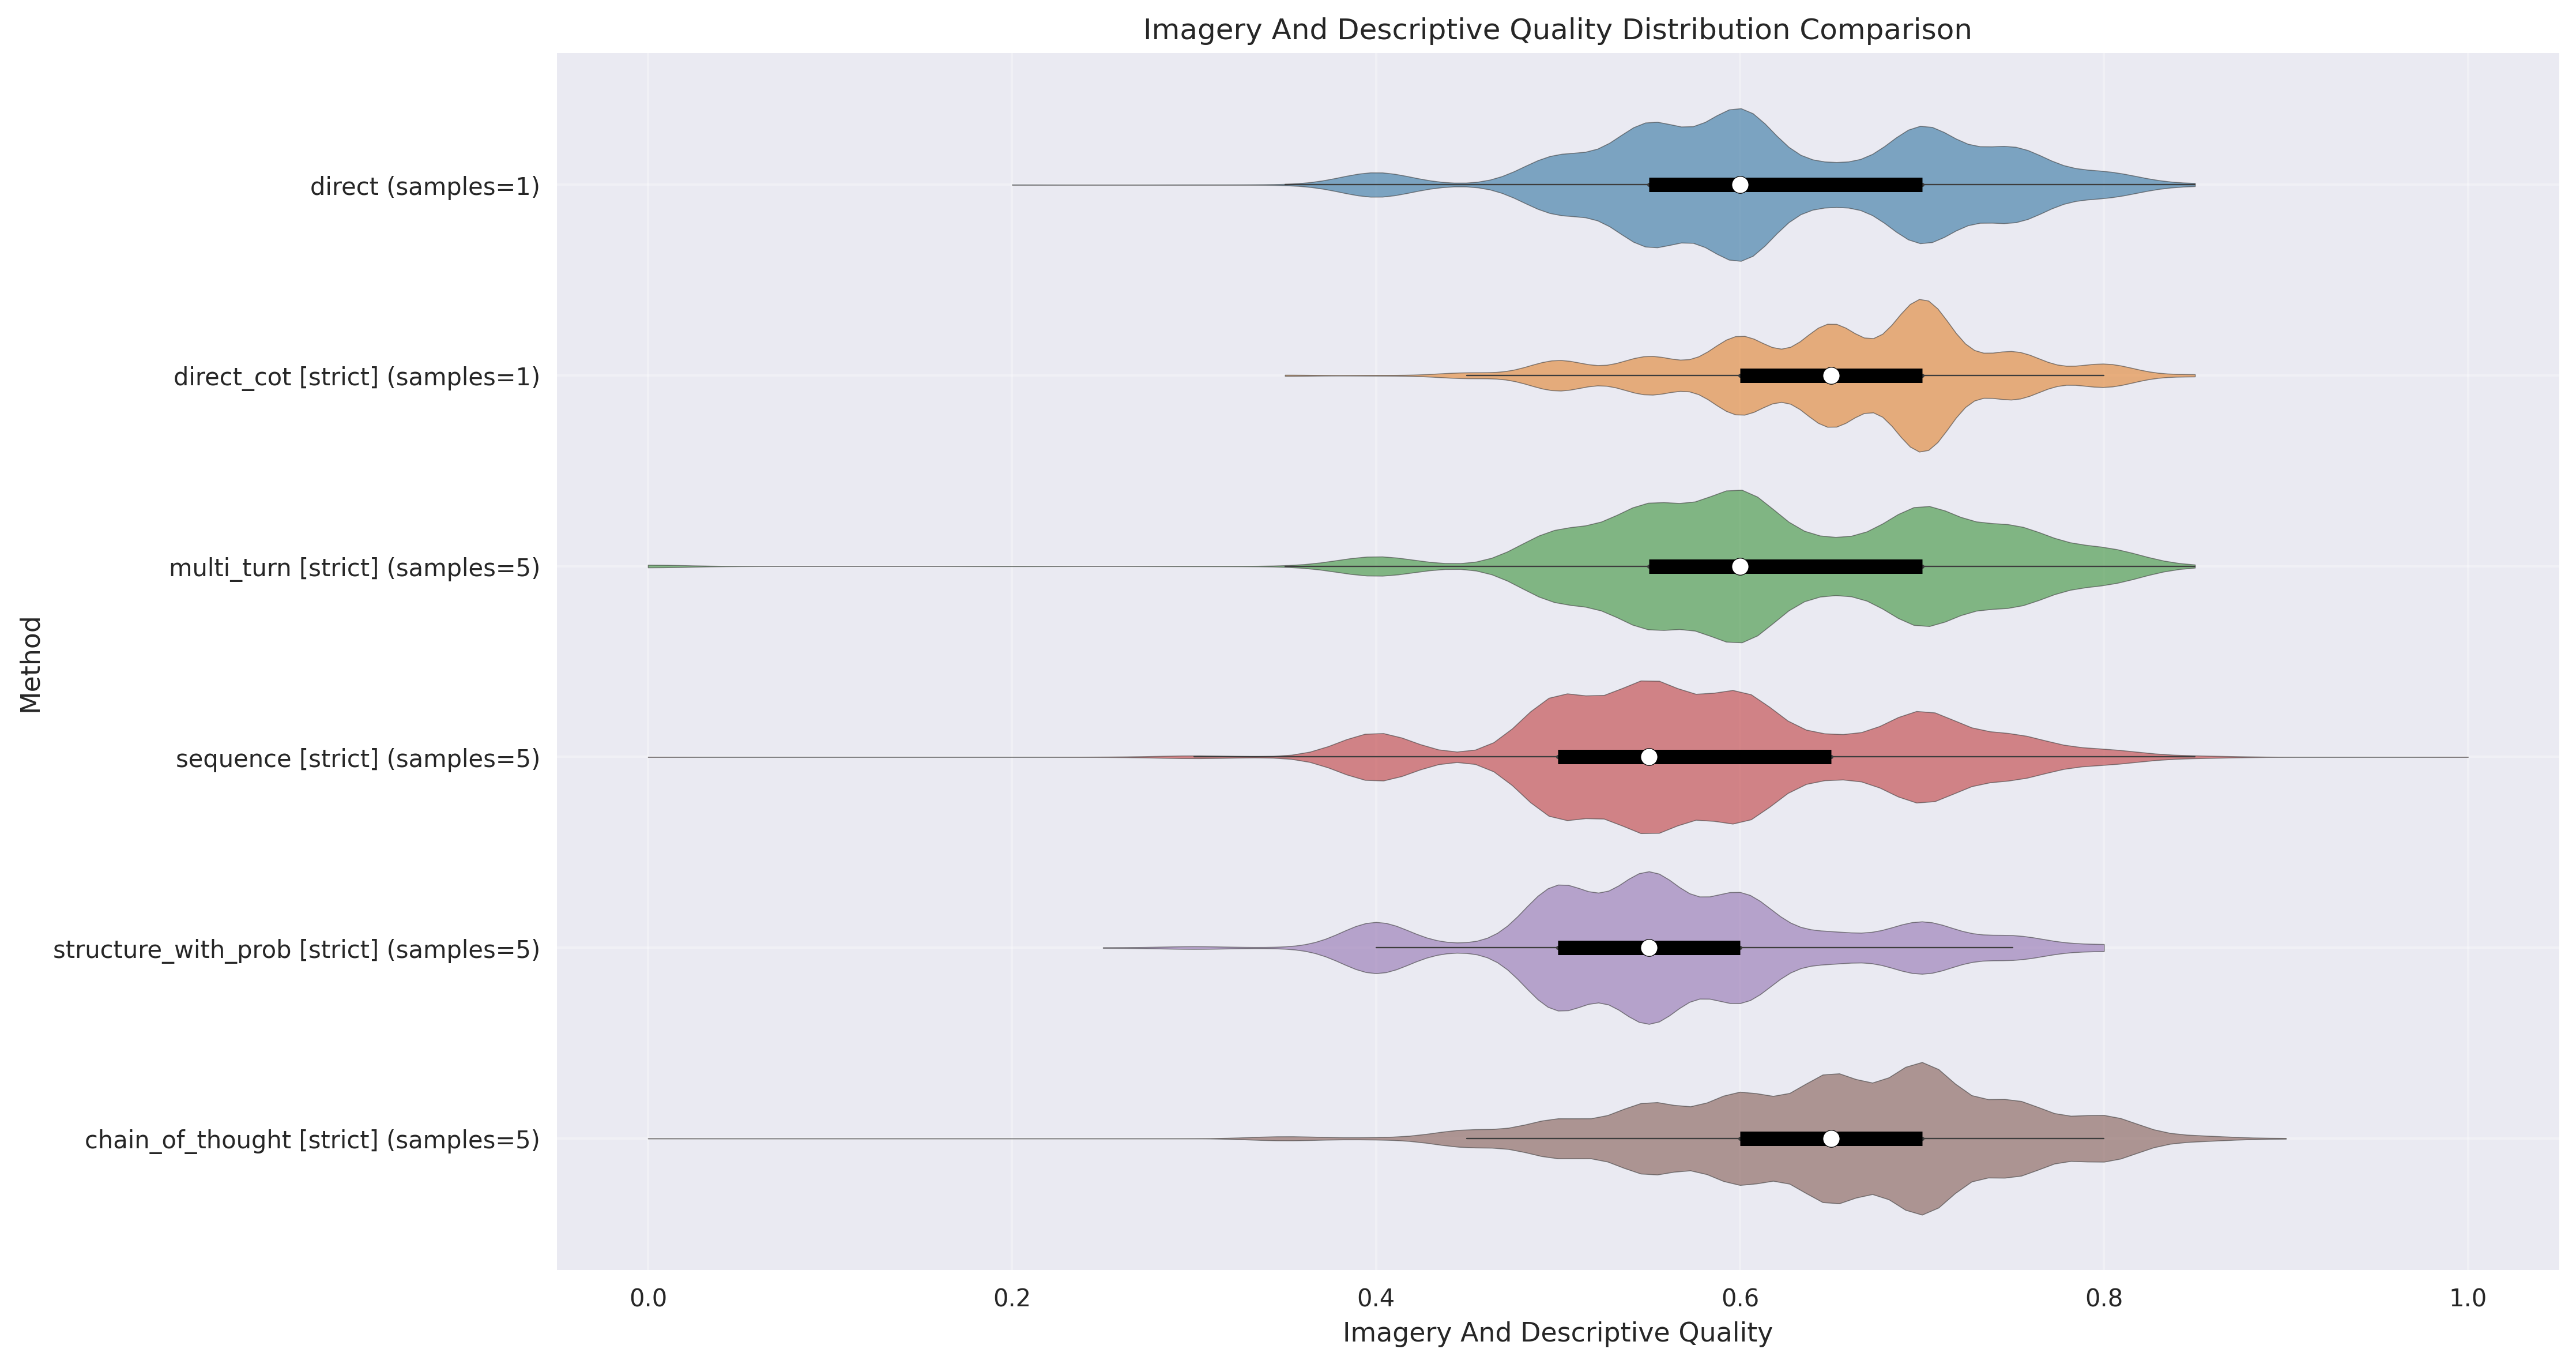 Imagery And Descriptive Quality Distribution Comparison
Method
direct (samples=1)
direct_cot [strict] (samples=1)
multi_turn [strict] (samples=5)
sequence [strict] (samples=5)
structure_with_prob [strict] (samples=5)
chain_of_thought [strict] (samples=5)
0.0 0.2 0.4 0.6 0.8 1.0
Imagery And Descriptive Quality